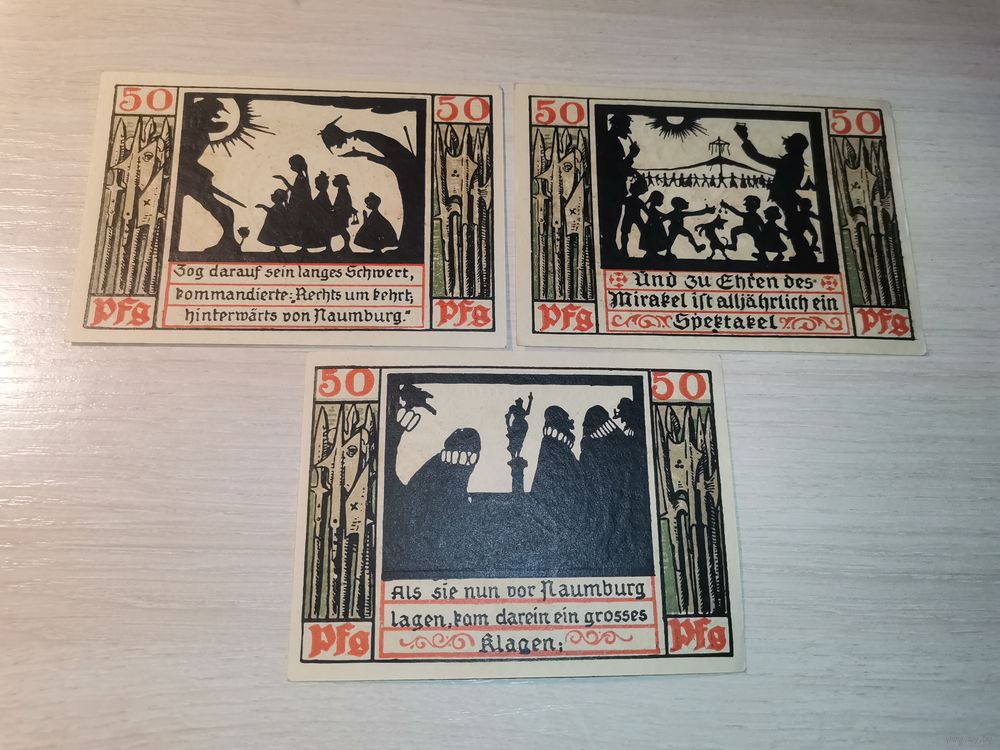 50 50
Zog darauf sein langes Schwert,
kommandierte: „Rechts um kehrt,
hinterwärts von Naumburg."
Pfg Pfg
50 50
Und zu Ehren des
Mirakel ist alljährlich ein
Spektakel
Pfg Pfg
50 50
Als sie nun vor Naumburg
lagen, kam darein ein grosses
Klagen;
Pfg Pfg